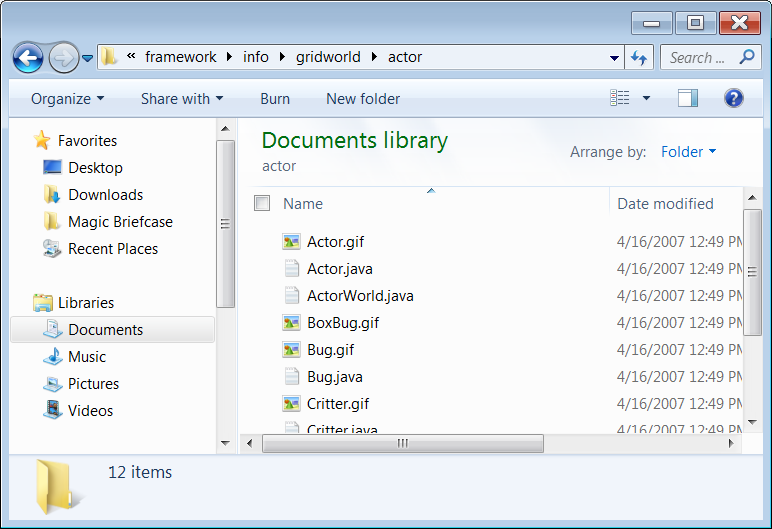 « framework info gridworld actor Search ...
Organize Share with Burn New folder ?
Favorites
Desktop
Downloads
Magic Briefcase
Recent Places
Libraries
Documents
Music
Pictures
Videos
Documents library
actor
Arrange by: Folder
Name Date modified
Actor.gif 4/16/2007 12:49 PM
Actor.java 4/16/2007 12:49 PM
ActorWorld.java 4/16/2007 12:49 PM
BoxBug.gif 4/16/2007 12:49 PM
Bug.gif 4/16/2007 12:49 PM
Bug.java 4/16/2007 12:49 PM
Critter.gif 4/16/2007 12:49 PM
Critter.java 4/16/2007 12:49 PM
12 items